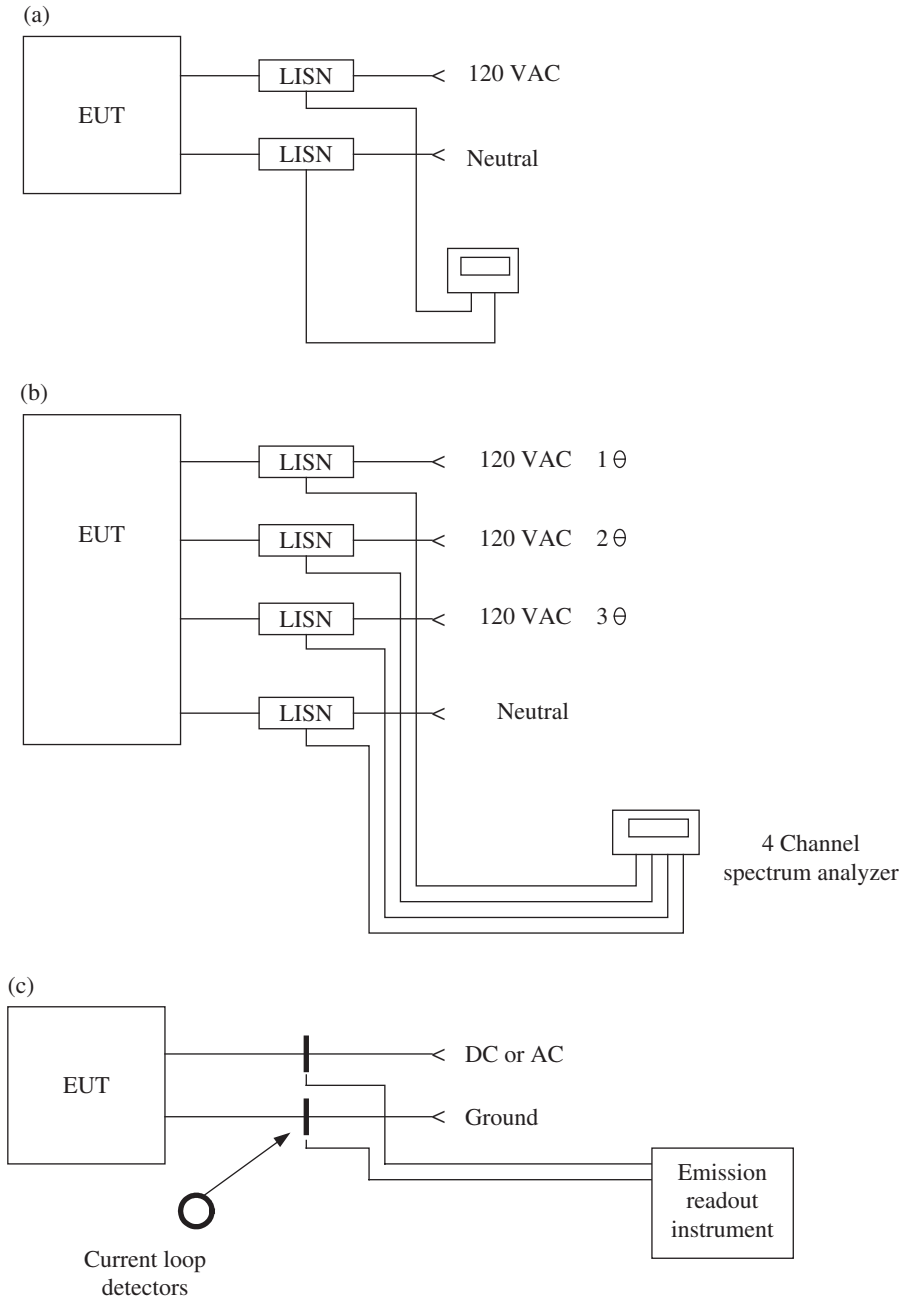 (a)
EUT
LISN
120 VAC
LISN
Neutral
(b)
EUT
LISN
120 VAC 1 θ
LISN
120 VAC 2 θ
LISN
120 VAC 3 θ
LISN
Neutral
4 Channel
spectrum analyzer
(c)
EUT
DC or AC
Ground
Emission
readout
instrument
Current loop
detectors